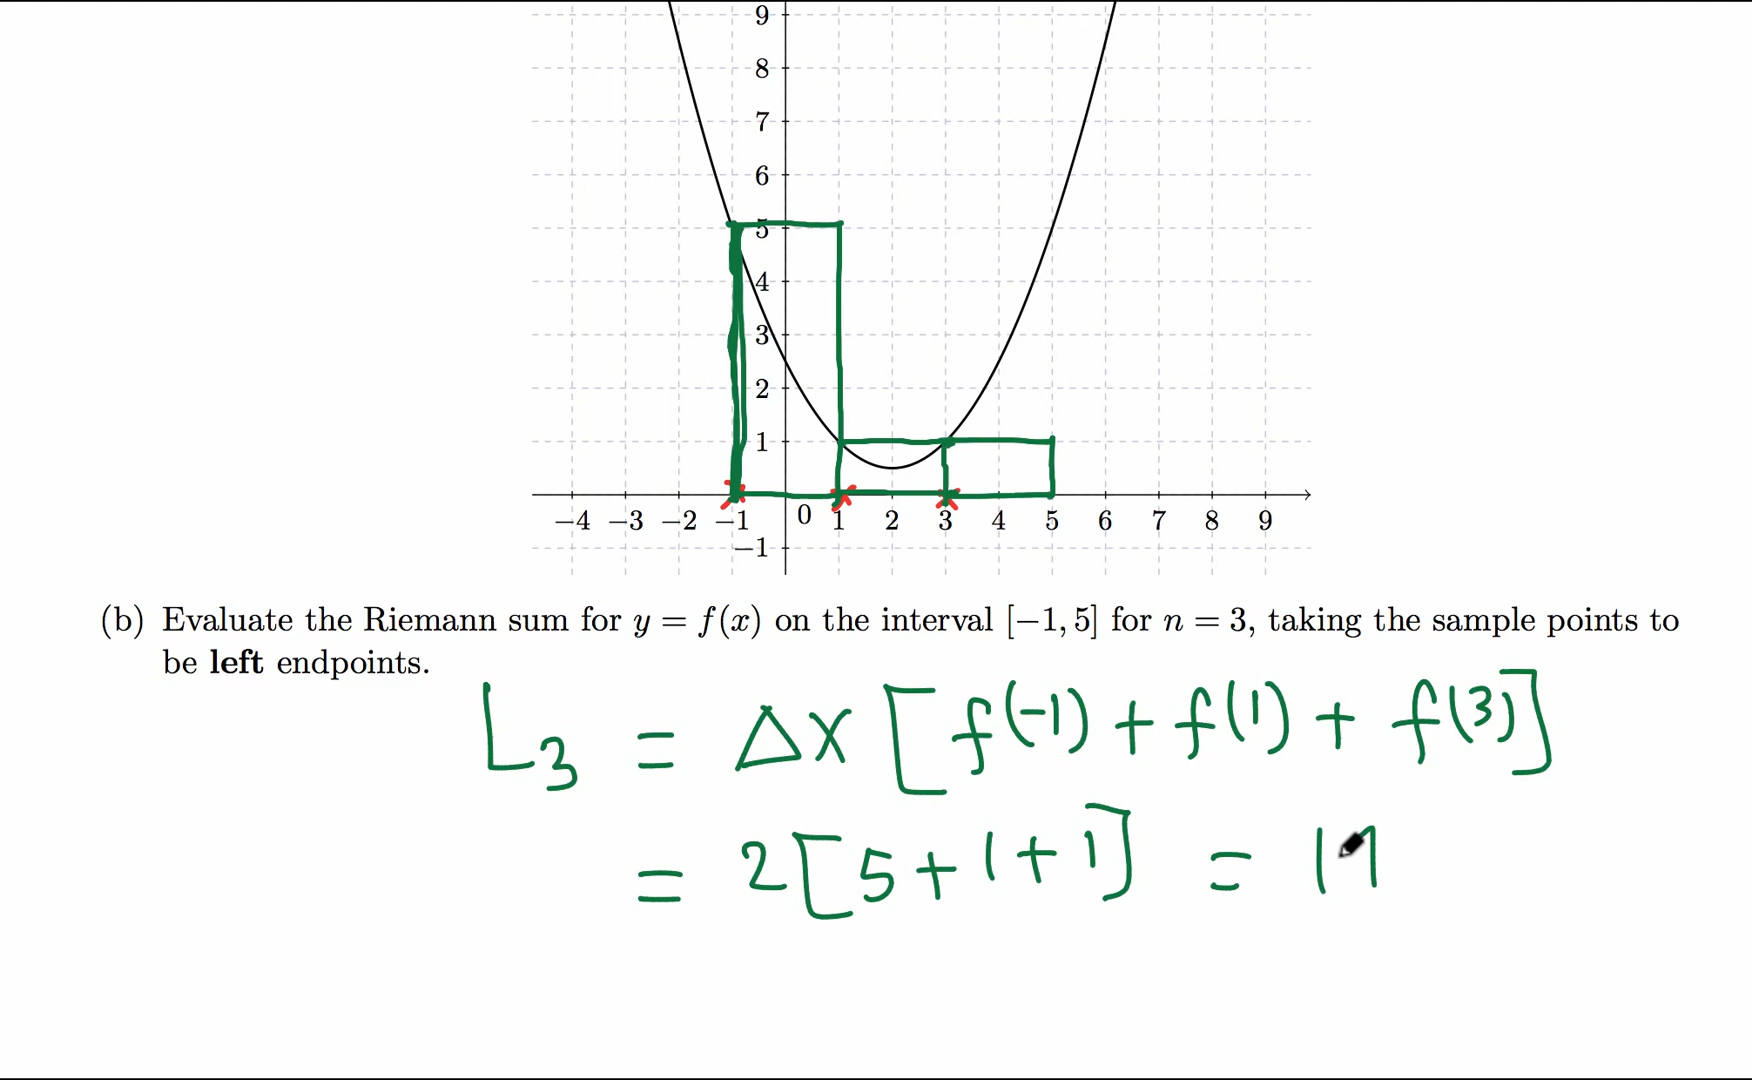 9
8
7
6
5
4
3
2
1
−4 −3 −2 −1 0 1 2 3 4 5 6 7 8 9
−1
(b) Evaluate the Riemann sum for y = f(x) on the interval [−1, 5] for n = 3, taking the sample points to
be left endpoints.
L₃ = Δx [f(-1) + f(1) + f(3)]
= 2[5+1+1] = 1